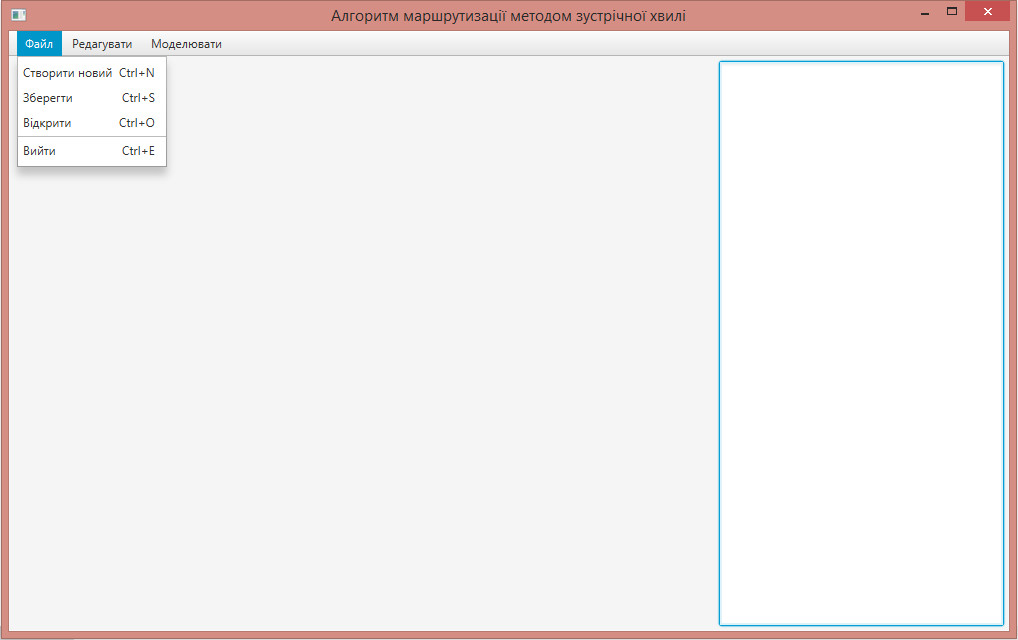 Алгоритм маршрутизації методом зустрічної хвилі
Файл Редагувати Моделювати
Створити новий Ctrl+N
Зберегти Ctrl+S
Відкрити Ctrl+O
Вийти Ctrl+E